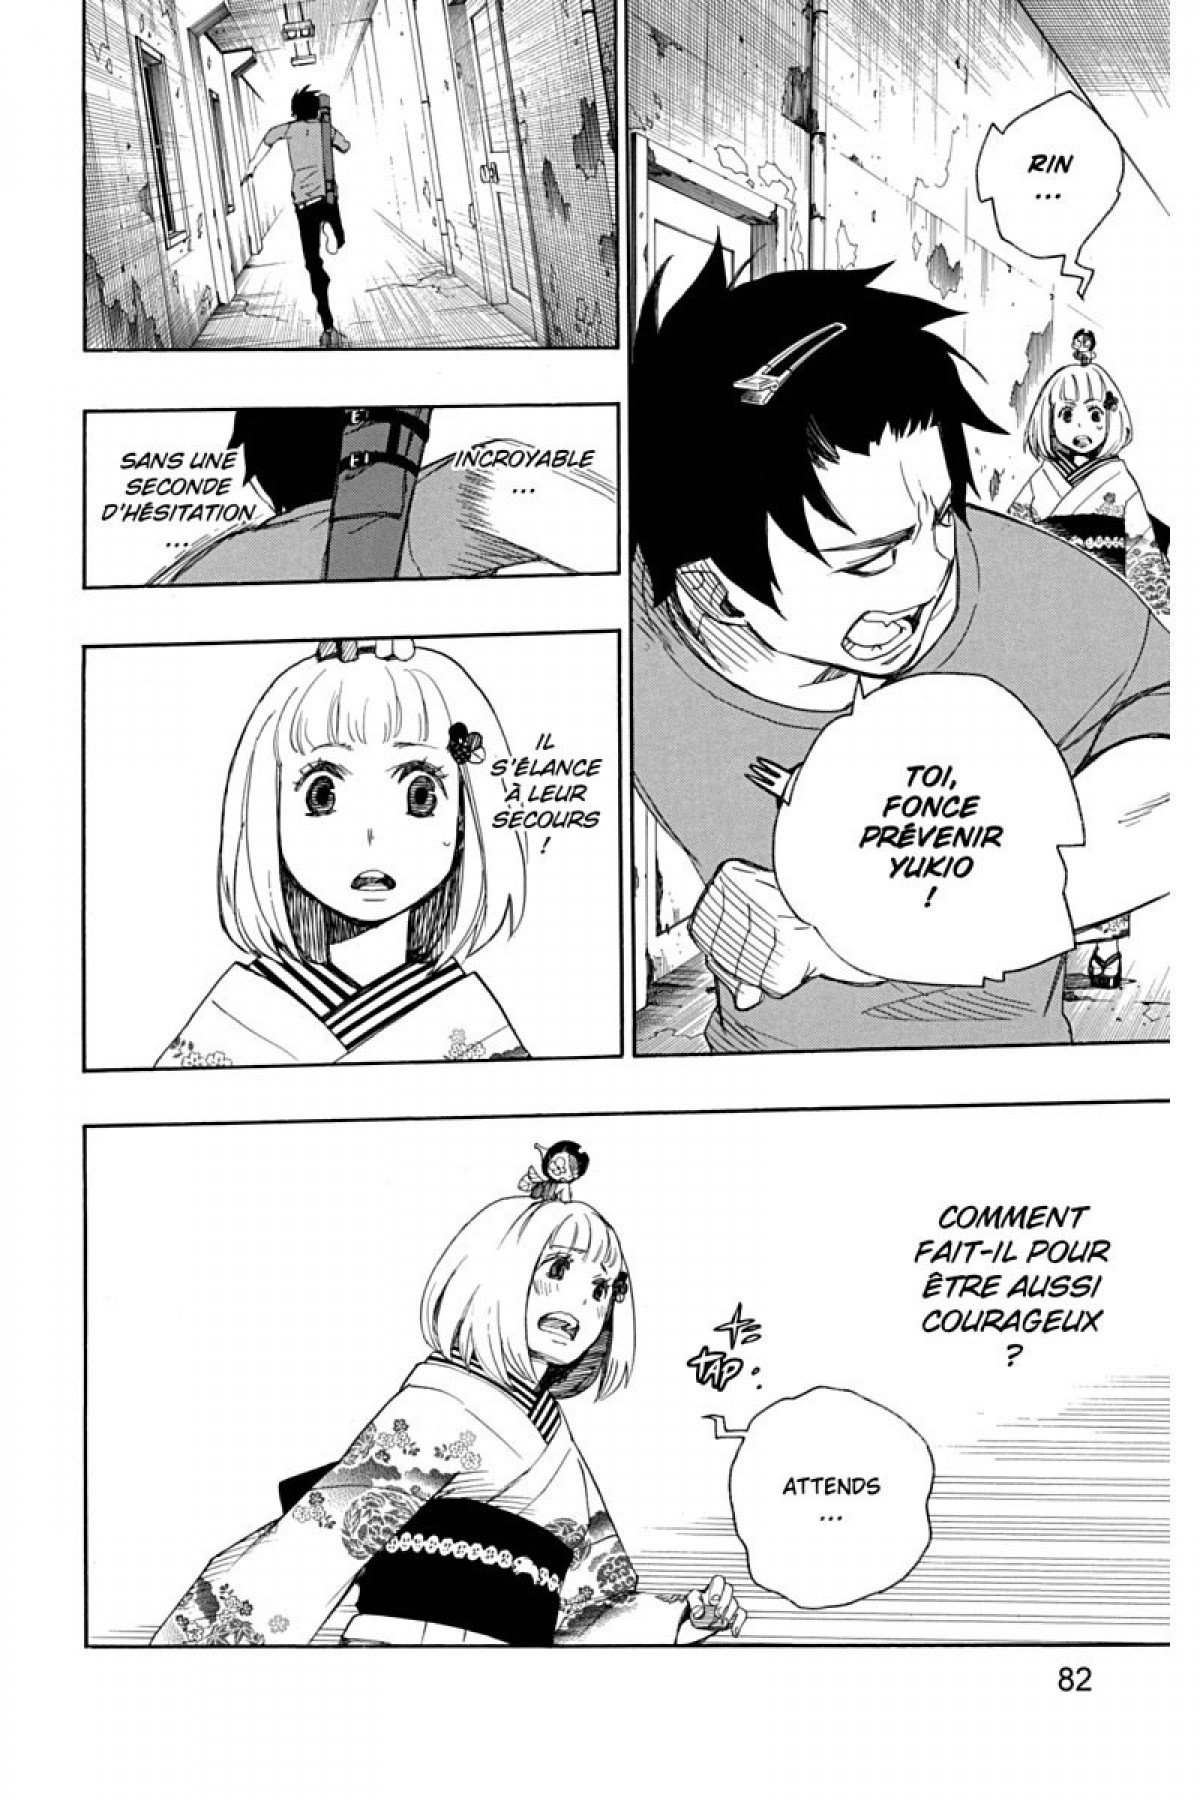 RIN
...
TOI,
FONCE
PRÉVENIR
YUKIO
!
INCROYABLE
...
SANS UNE
SECONDE
D'HÉSITATION
...
IL
S'ÉLANCE
À LEUR
SECOURS
!
COMMENT
FAIT-IL POUR
ÊTRE AUSSI
COURAGEUX
?
TAP
ATTENDS
...
82